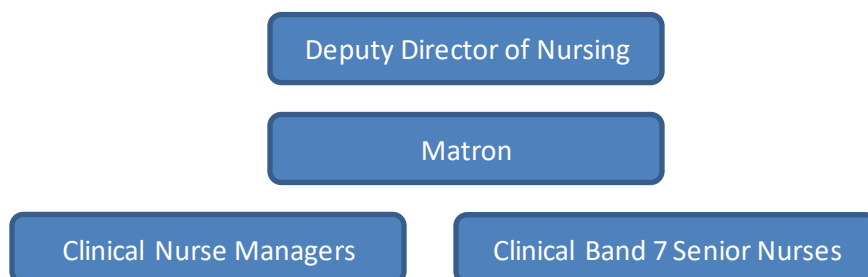 Deputy Director of Nursing
Matron
Clinical Nurse Managers
Clinical Band 7 Senior Nurses